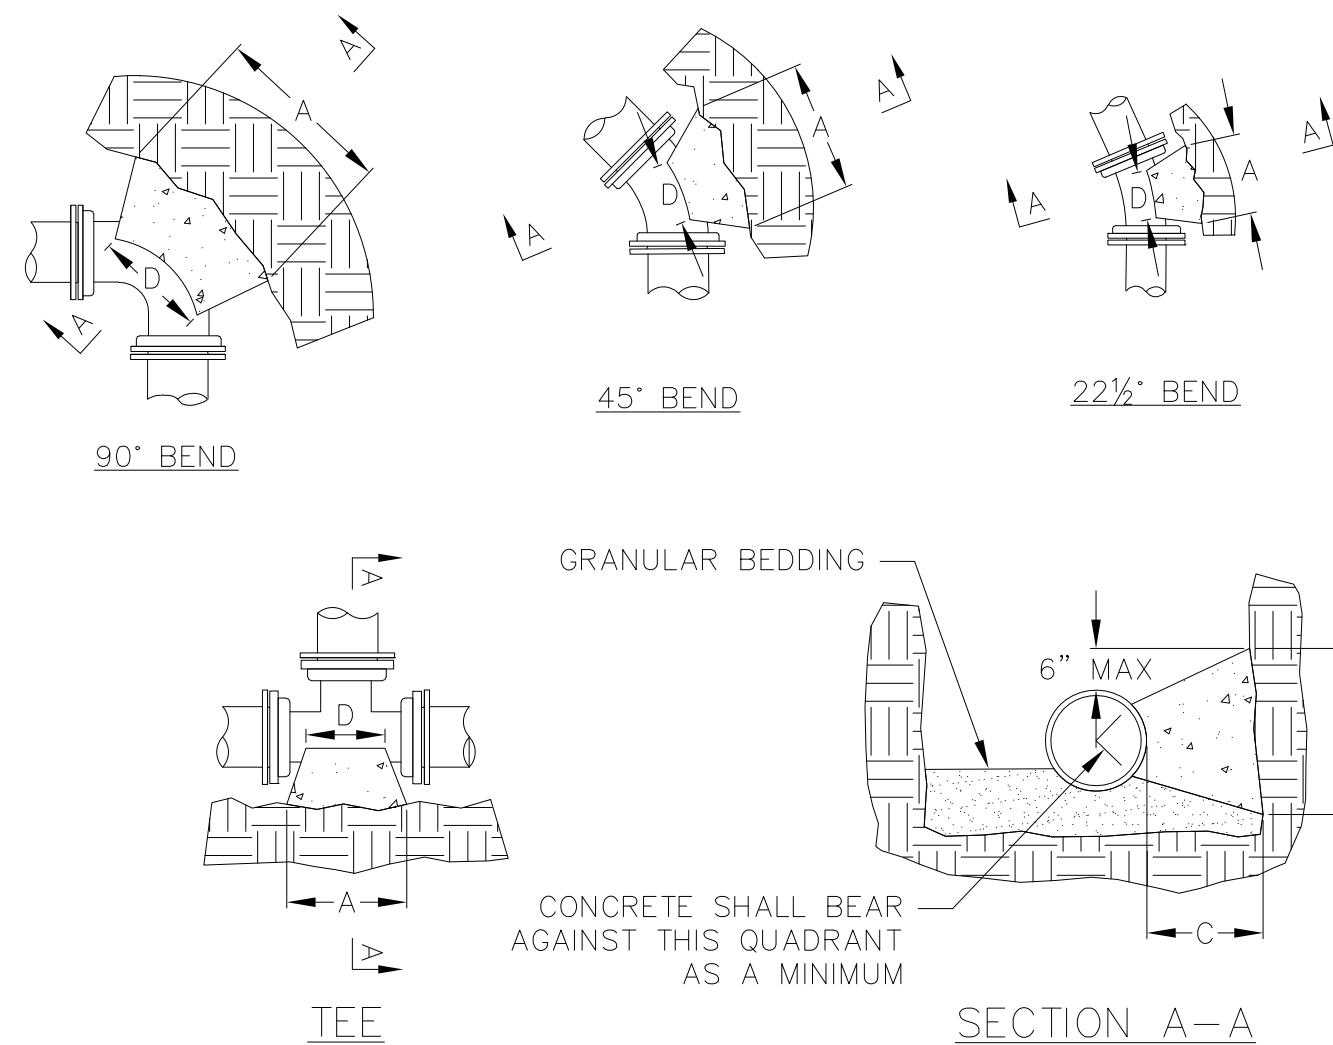 A
A
A
A
A
A
D
A
D
A
A
A
D
A
90° BEND
45° BEND
22½° BEND
A
D
A
A
TEE
GRANULAR BEDDING
6” MAX
CONCRETE SHALL BEAR
AGAINST THIS QUADRANT
AS A MINIMUM
C
SECTION A–A